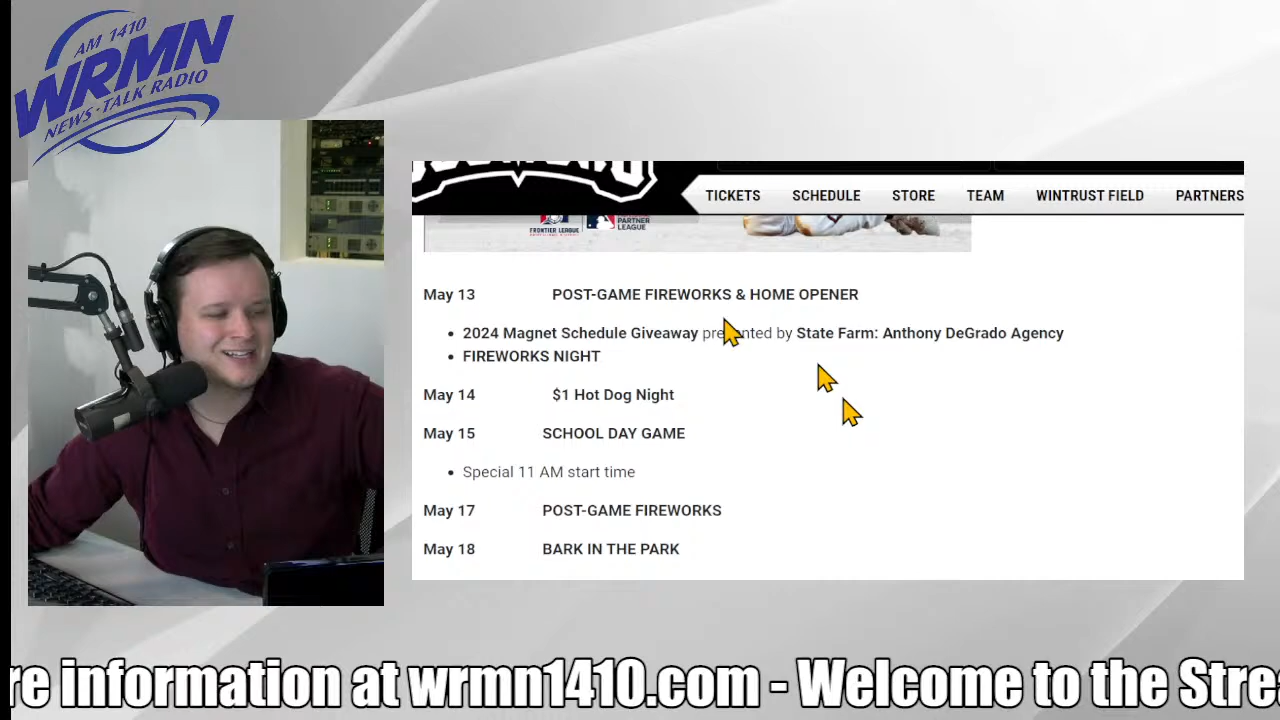 AM 1410
WRMN
NEWS·TALK RADIO
TICKETS SCHEDULE STORE TEAM WINTRUST FIELD PARTNERS
FRONTIER LEAGUE
PARTNER
LEAGUE
May 13 POST-GAME FIREWORKS & HOME OPENER
• 2024 Magnet Schedule Giveaway presented by State Farm: Anthony DeGrado Agency
• FIREWORKS NIGHT
May 14 $1 Hot Dog Night
May 15 SCHOOL DAY GAME
• Special 11 AM start time
May 17 POST-GAME FIREWORKS
May 18 BARK IN THE PARK
re information at wrmn1410.com - Welcome to the Stre